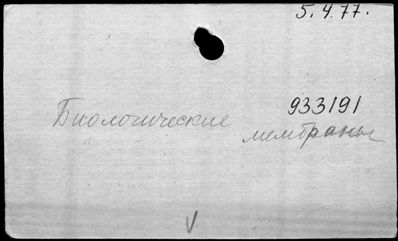 5.4.77.
933191
Биологические
мембраны
V